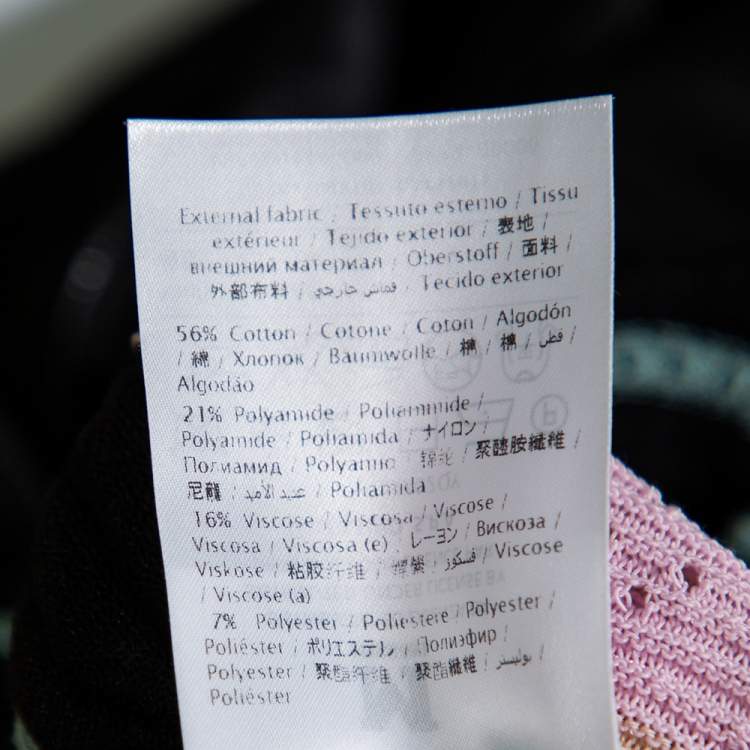 External fabric / Tessuto esterno / Tissu
extérieur / Tejido exterior / 表地 /
внешний материал / Oberstoff / 面料 /
外部布料 / قماش خارجي / Tecido exterior
56% Cotton / Cotone / Coton / Algodón
/ 綿 / Хлопок / Baumwolle / 棉 / 棉 / قطن /
Algodão
21% Polyamide / Poliammide /
Polyamide / Poliamida / ナイロン /
Полиамид / Polyamid / 锦纶 / 聚醯胺纖維 /
尼龍 / / Poliamida
16% Viscose / Viscosa / Viscose /
Viscosa / Viscosa (e) / レーヨン / Вискоза /
Viskose / 粘胶纤维 / 嫘縈 / فسكوز / Viscose
/ Viscose (a)
7% Polyester / Poliestere / Polyester /
Poliéster / ポリエステル / Полиэфир /
Polyester / 聚酯纤维 / 聚酯纖維 / بوليستر /
Poliéster